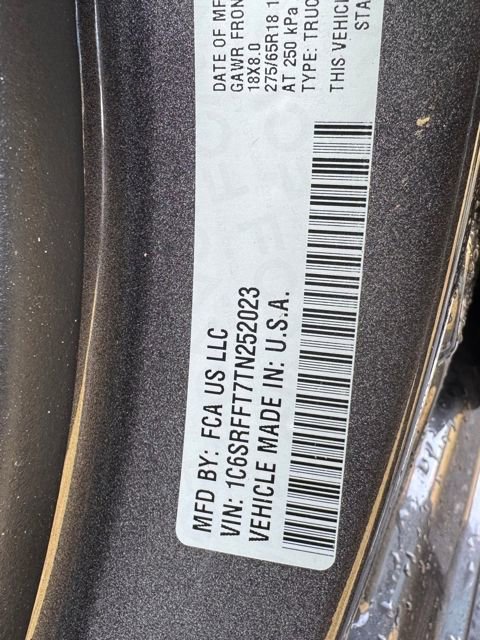 MFD BY: FCA US LLC
VIN: 1C6SRFFT7TN252023
VEHICLE MADE IN: U.S.A.
DATE OF MF
GAWR FRON
18X8.0
275/65R18 1
AT 250 kPa
TYPE: TRUC
THIS VEHICL
STA